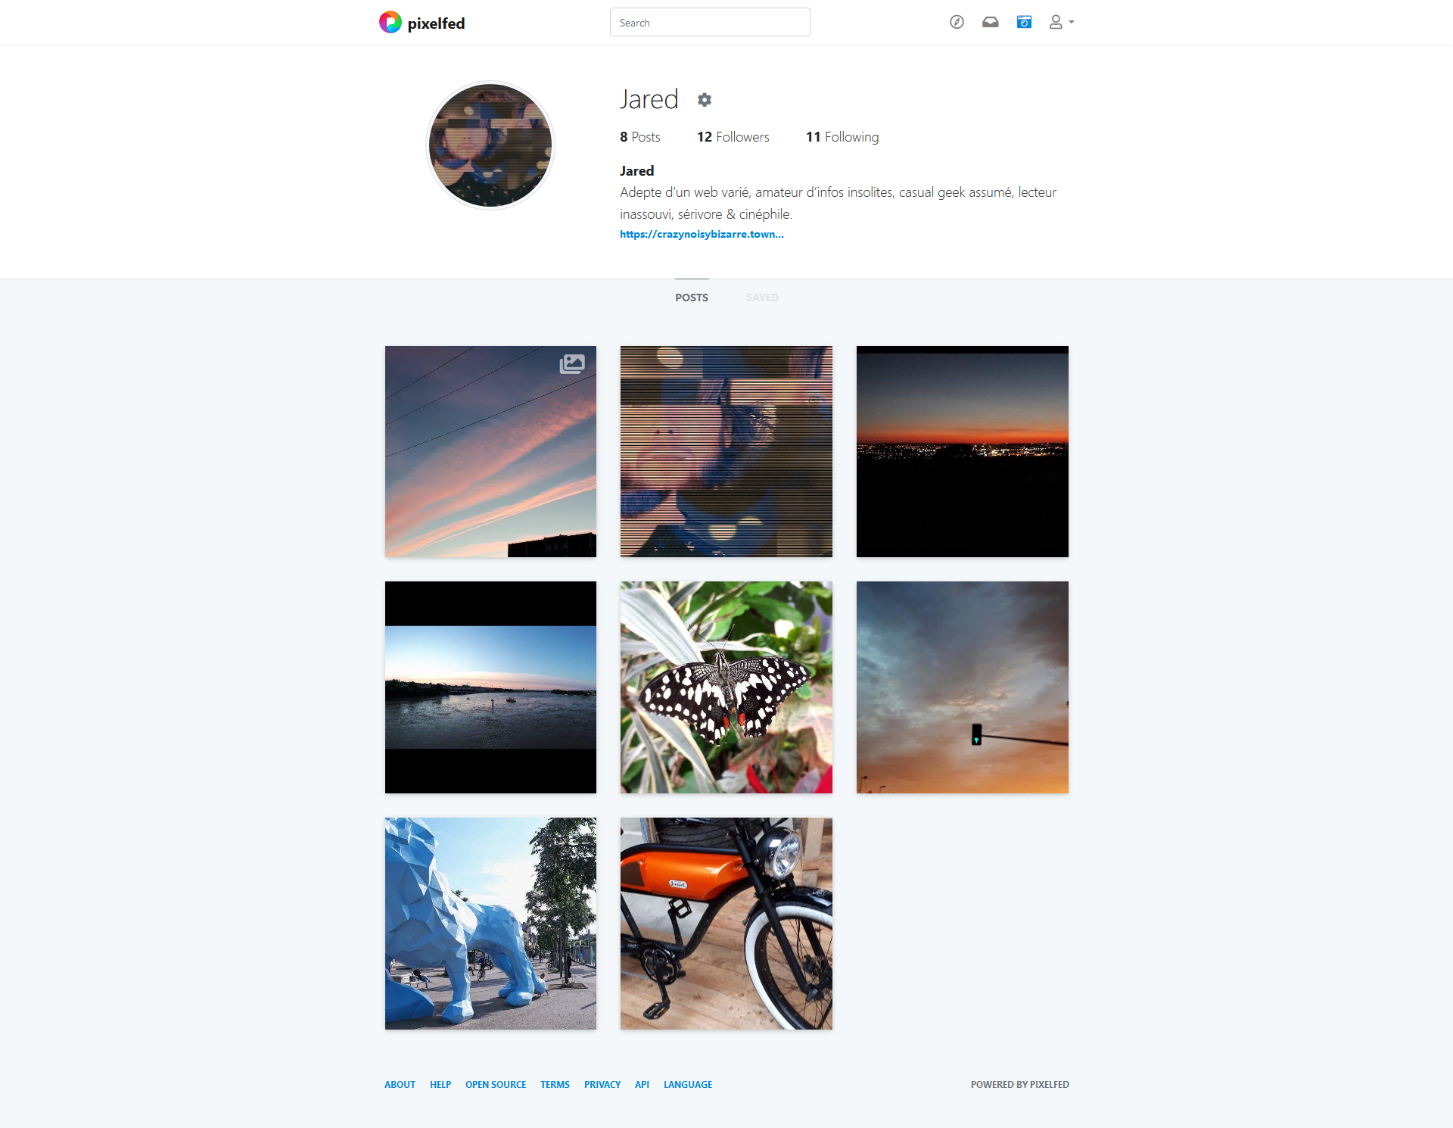 pixelfed
Search
Jared
8 Posts 12 Followers 11 Following
Jared
Adepte d'un web varié, amateur d'infos insolites, casual geek assumé, lecteur
inassouvi, sérivore & cinéphile.
https://crazynoisybizarre.town...
POSTS SAVED
ABOUT HELP OPEN SOURCE TERMS PRIVACY API LANGUAGE POWERED BY PIXELFED